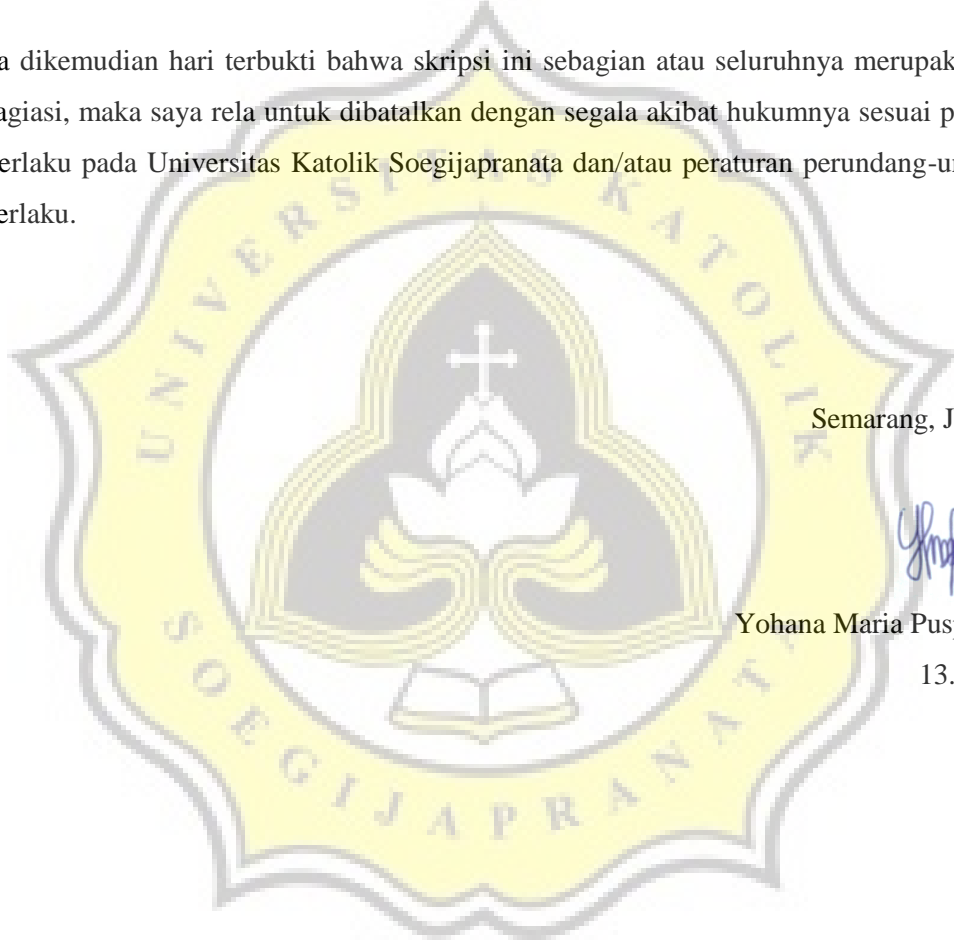 a dikemudian hari terbukti bahwa skripsi ini sebagian atau seluruhnya merupak
agiasi, maka saya rela untuk dibatalkan dengan segala akibat hukumnya sesuai p
erlaku pada Universitas Katolik Soegijapranata dan/atau peraturan perundang-u
erlaku.
UNIVERSITAS KATOLIK
SOEGIJAPRANATA
Semarang, J
Yohana Maria Pusp
13.